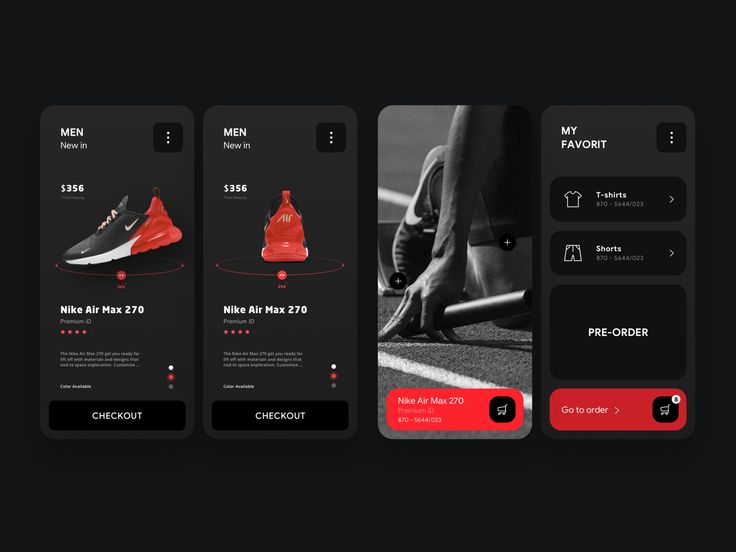 MEN
New in
$356
*Free Shipping
Nike Air Max 270
Premium iD
The Nike Air Max 270 get you ready for
lift off with materials and designs that
nod to space exploration. Customise ...
Color Available
CHECKOUT
MEN
New in
$356
*Free Shipping
Air
Nike Air Max 270
Premium iD
The Nike Air Max 270 get you ready for
lift off with materials and designs that
nod to space exploration. Customise ...
Color Available
CHECKOUT
Nike Air Max 270
Premium iD
870 - 5644/023
MY
FAVORIT
T-shirts
870 - 5644/023
Shorts
870 - 5644/023
PRE-ORDER
Go to order
8